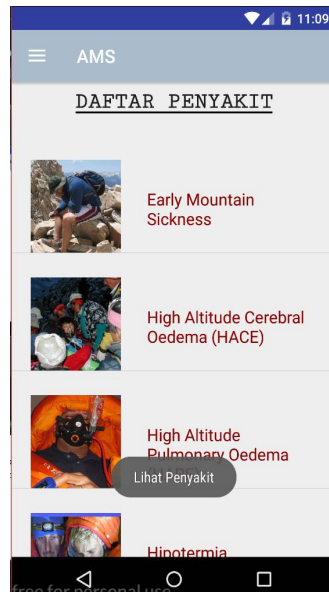 11:09
AMS
DAFTAR PENYAKIT
Early Mountain
Sickness
High Altitude Cerebral
Oedema (HACE)
High Altitude
Pulmonary Oedema
Lihat Penyakit
Hipotermia
free for personal use